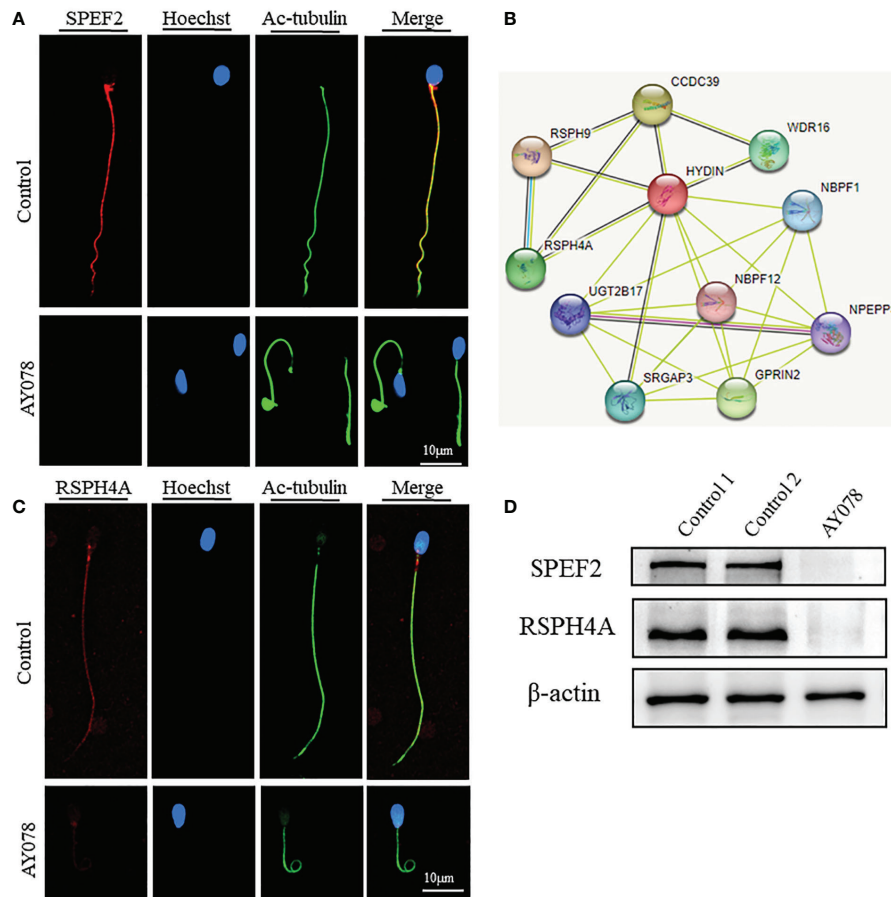 A
SPEF2 Hoechst Ac-tubulin Merge
Control
AY078
10μm
B
CCDC39
RSPH9
WDR16
HYDIN
NBPF1
RSPH4A
NBPF12
UGT2B17
NPEPP
SRGAP3
GPRIN2
C
RSPH4A Hoechst Ac-tubulin Merge
Control
AY078
10μm
D
Control 1 Control 2 AY078
SPEF2
RSPH4A
β-actin